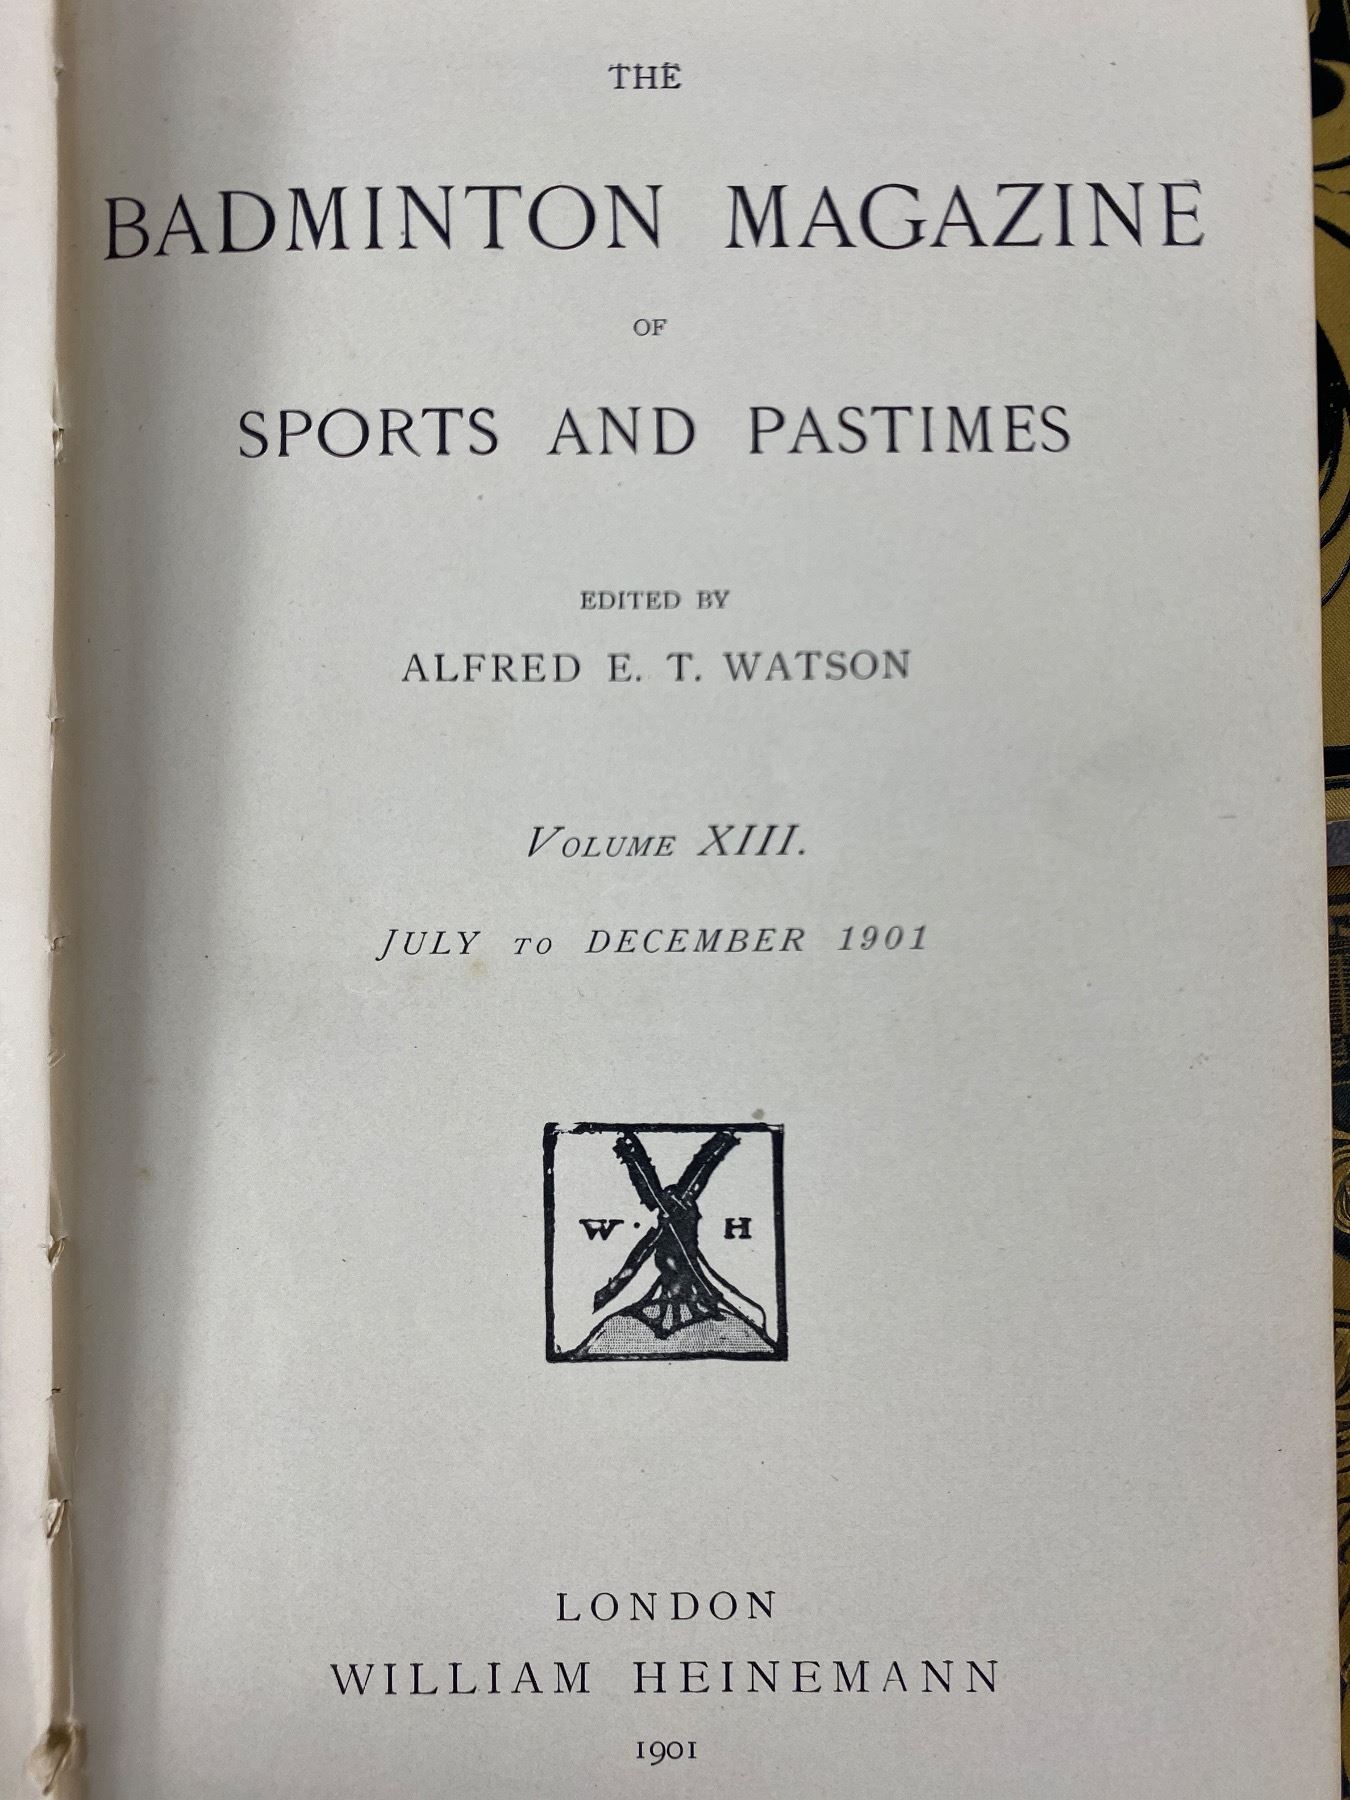 THE
BADMINTON MAGAZINE
OF
SPORTS AND PASTIMES
EDITED BY
ALFRED E. T. WATSON
VOLUME XIII.
JULY TO DECEMBER 1901
W · H
LONDON
WILLIAM HEINEMANN
1901